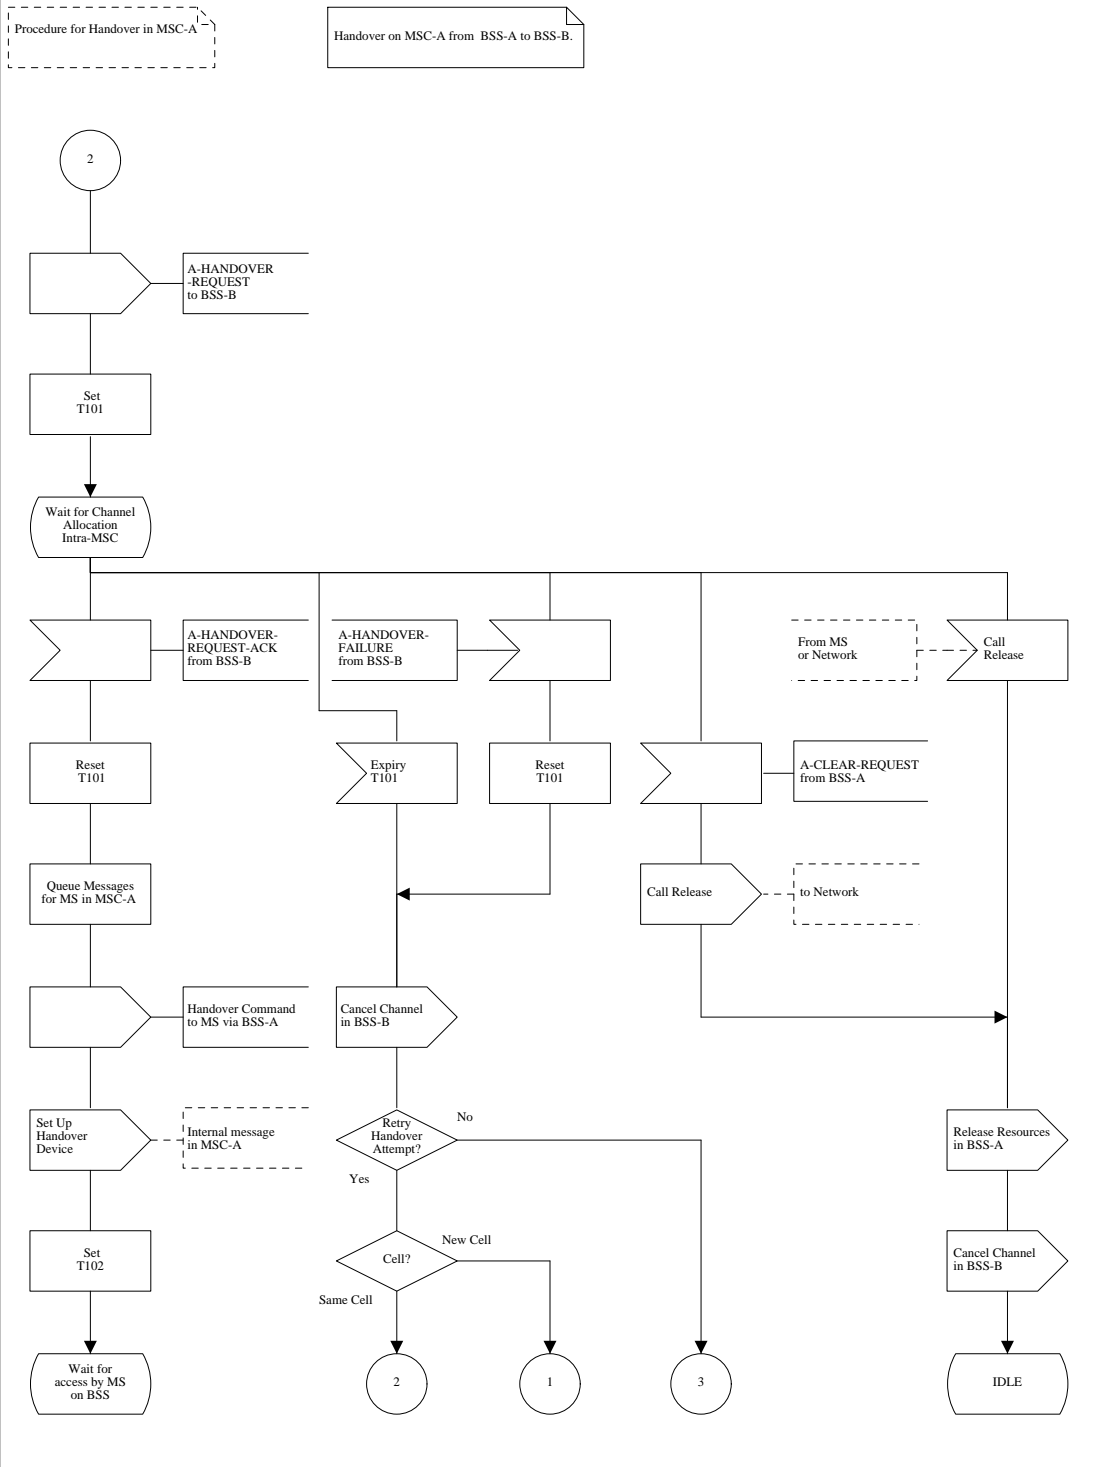 Procedure for Handover in MSC-A
Handover on MSC-A from BSS-A to BSS-B.
2
A-HANDOVER
-REQUEST
to BSS-B
Set
T101
Wait for Channel
Allocation
Intra-MSC
A-HANDOVER-
REQUEST-ACK
from BSS-B
A-HANDOVER-
FAILURE
from BSS-B
From MS
or Network
Call
Release
Reset
T101
Expiry
T101
Reset
T101
A-CLEAR-REQUEST
from BSS-A
Queue Messages
for MS in MSC-A
Call Release
to Network
Handover Command
to MS via BSS-A
Cancel Channel
in BSS-B
Set Up
Handover
Device
Internal message
in MSC-A
Retry
Handover
Attempt?
No
Yes
Release Resources
in BSS-A
Set
T102
Cell?
New Cell
Same Cell
Cancel Channel
in BSS-B
Wait for
access by MS
on BSS
2
1
3
IDLE